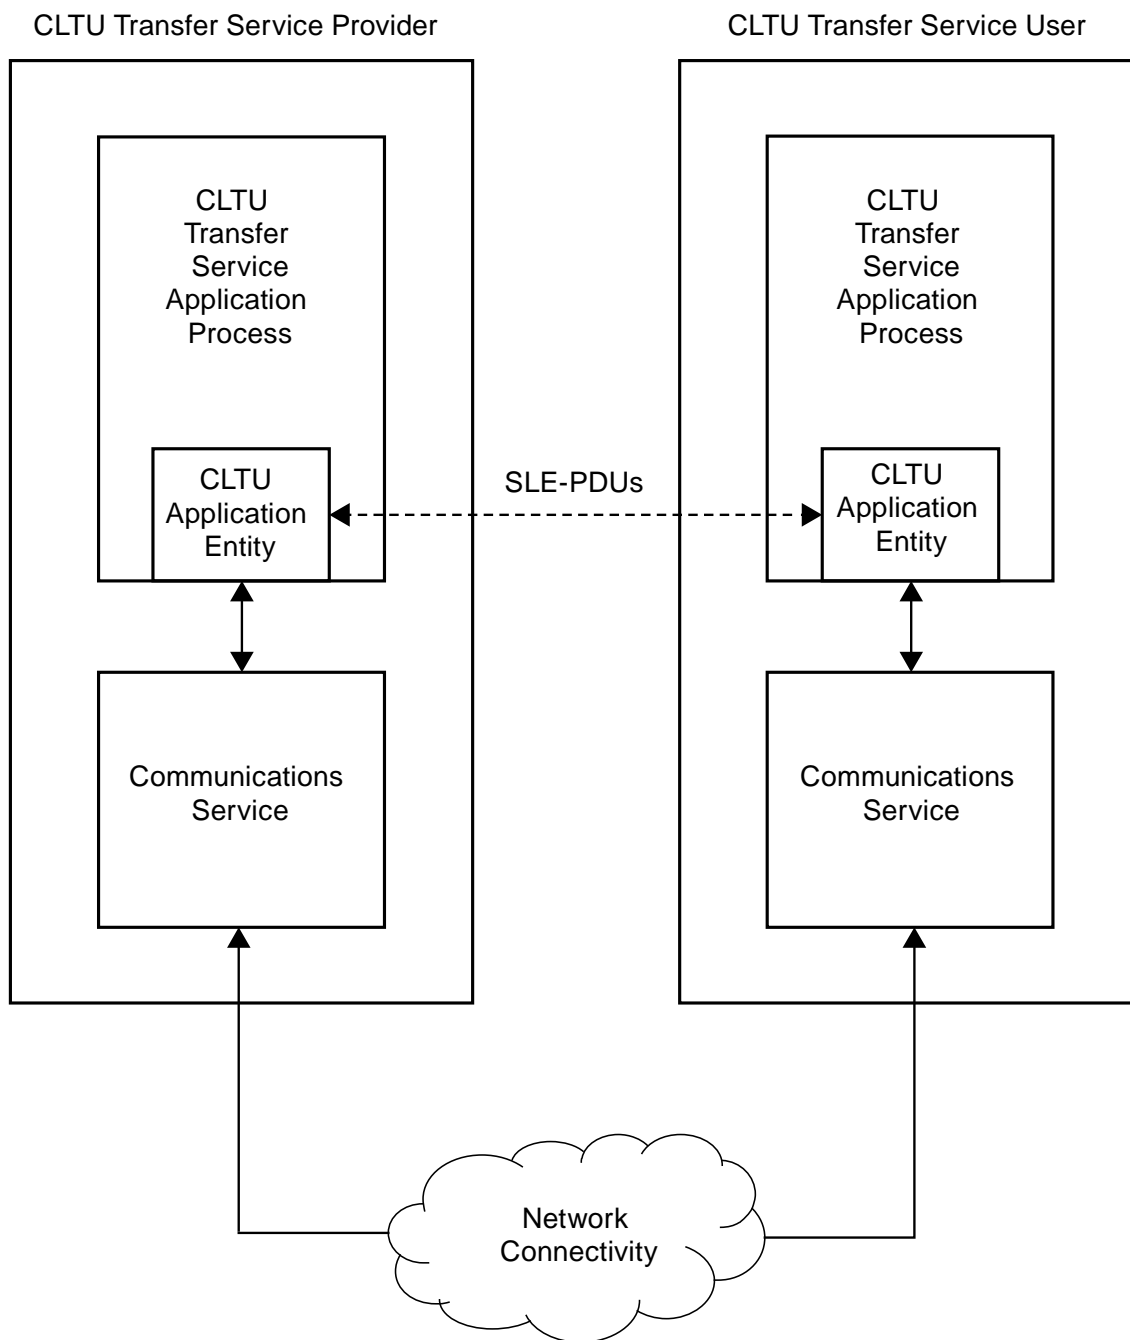 CLTU Transfer Service Provider
CLTU Transfer Service User
CLTU
Transfer
Service
Application
Process
CLTU
Transfer
Service
Application
Process
CLTU
Application
Entity
SLE-PDUs
CLTU
Application
Entity
Communications
Service
Communications
Service
Network
Connectivity